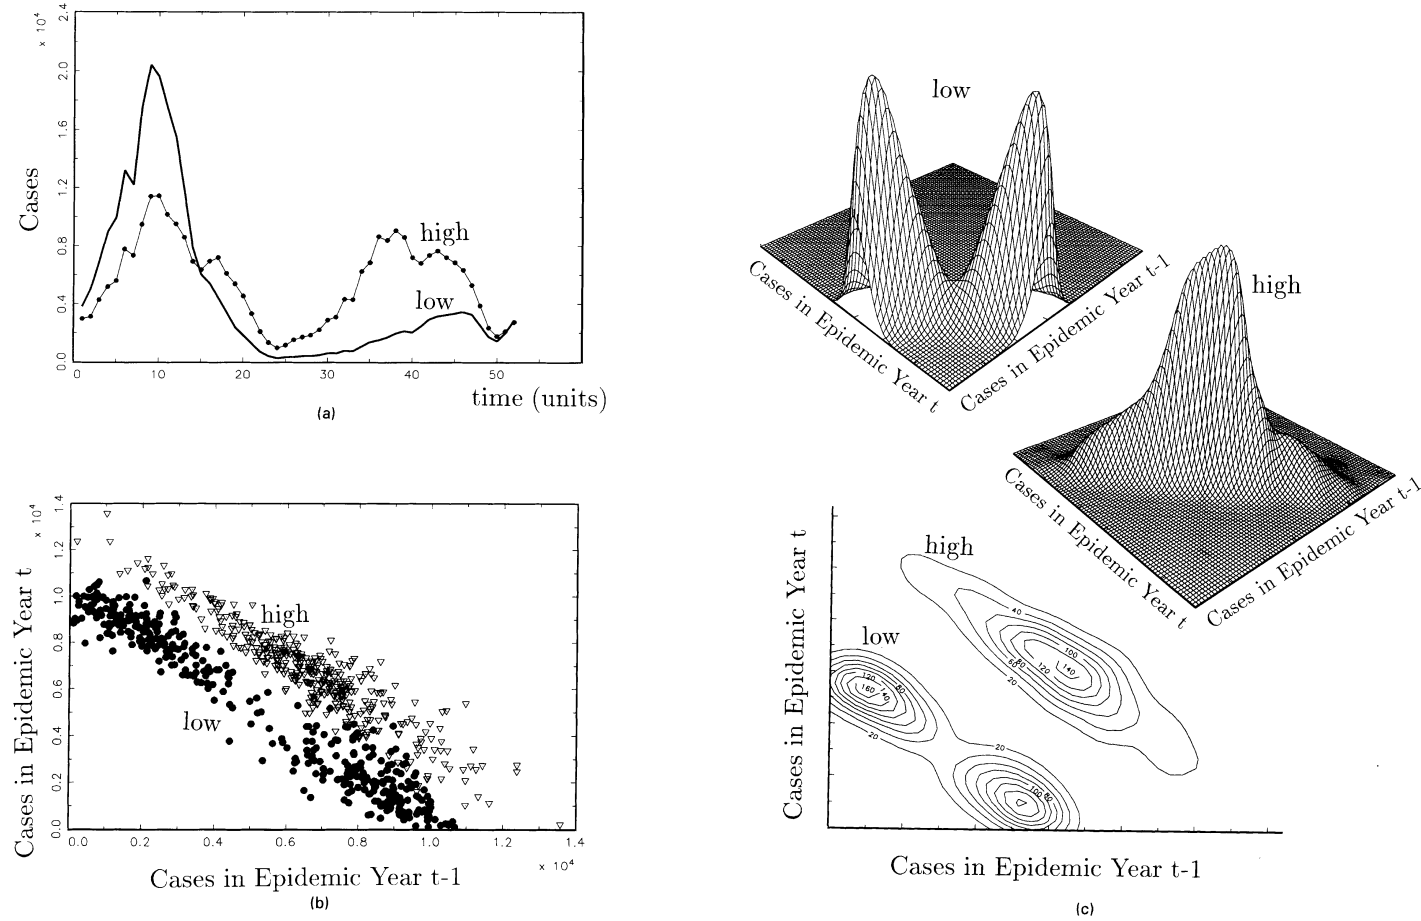 × 10⁴
2.4
2.0
1.6
1.2
0.8
0.4
0.0
Cases
high
low
0
10
20
30
40
50
time (units)
(a)
× 10⁴
1.4
1.2
1.0
0.8
0.6
0.4
0.2
0.0
Cases in Epidemic Year t
high
low
0.0
0.2
0.4
0.6
0.8
1.0
1.2
1.4
× 10⁴
Cases in Epidemic Year t-1
(b)
low
Cases in Epidemic Year t
Cases in Epidemic Year t-1
high
Cases in Epidemic Year t
Cases in Epidemic Year t-1
high
low
40
100
140
120
80
60
20
120
160
20
20
100
Cases in Epidemic Year t
Cases in Epidemic Year t-1
(c)